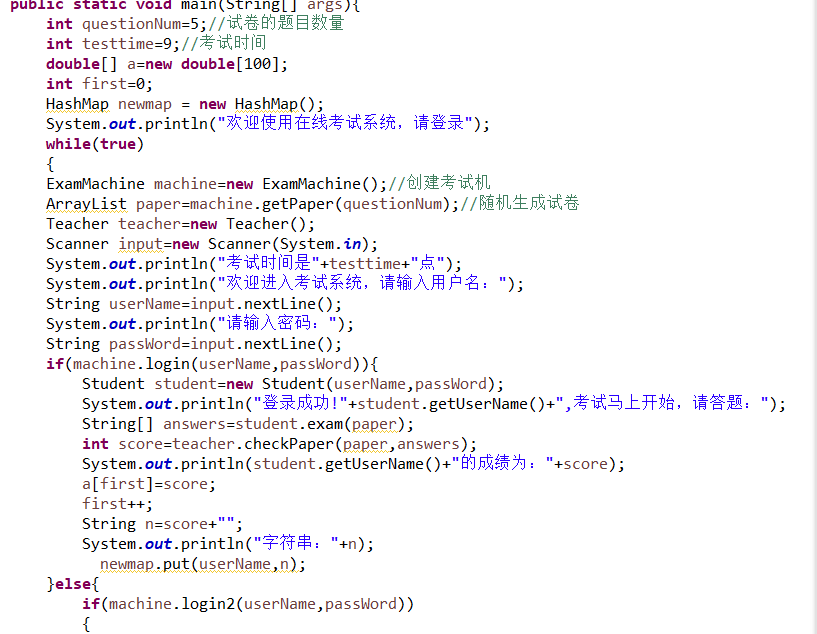 public static void main(String[] args){
int questionNum=5;//试卷的题目数量
int testtime=9;//考试时间
double[] a=new double[100];
int first=0;
HashMap newmap = new HashMap();
System.out.println("欢迎使用在线考试系统，请登录");
while(true)
{
ExamMachine machine=new ExamMachine();//创建考试机
ArrayList paper=machine.getPaper(questionNum);//随机生成试卷
Teacher teacher=new Teacher();
Scanner input=new Scanner(System.in);
System.out.println("考试时间是"+testtime+"点");
System.out.println("欢迎进入考试系统，请输入用户名：");
String userName=input.nextLine();
System.out.println("请输入密码：");
String passWord=input.nextLine();
if(machine.login(userName,passWord)){
Student student=new Student(userName,passWord);
System.out.println("登录成功!"+student.getUserName()+",考试马上开始，请答题：");
String[] answers=student.exam(paper);
int score=teacher.checkPaper(paper,answers);
System.out.println(student.getUserName()+"的成绩为："+score);
a[first]=score;
first++;
String n=score+"";
System.out.println("字符串："+n);
newmap.put(userName,n);
}else{
if(machine.login2(userName,passWord))
{